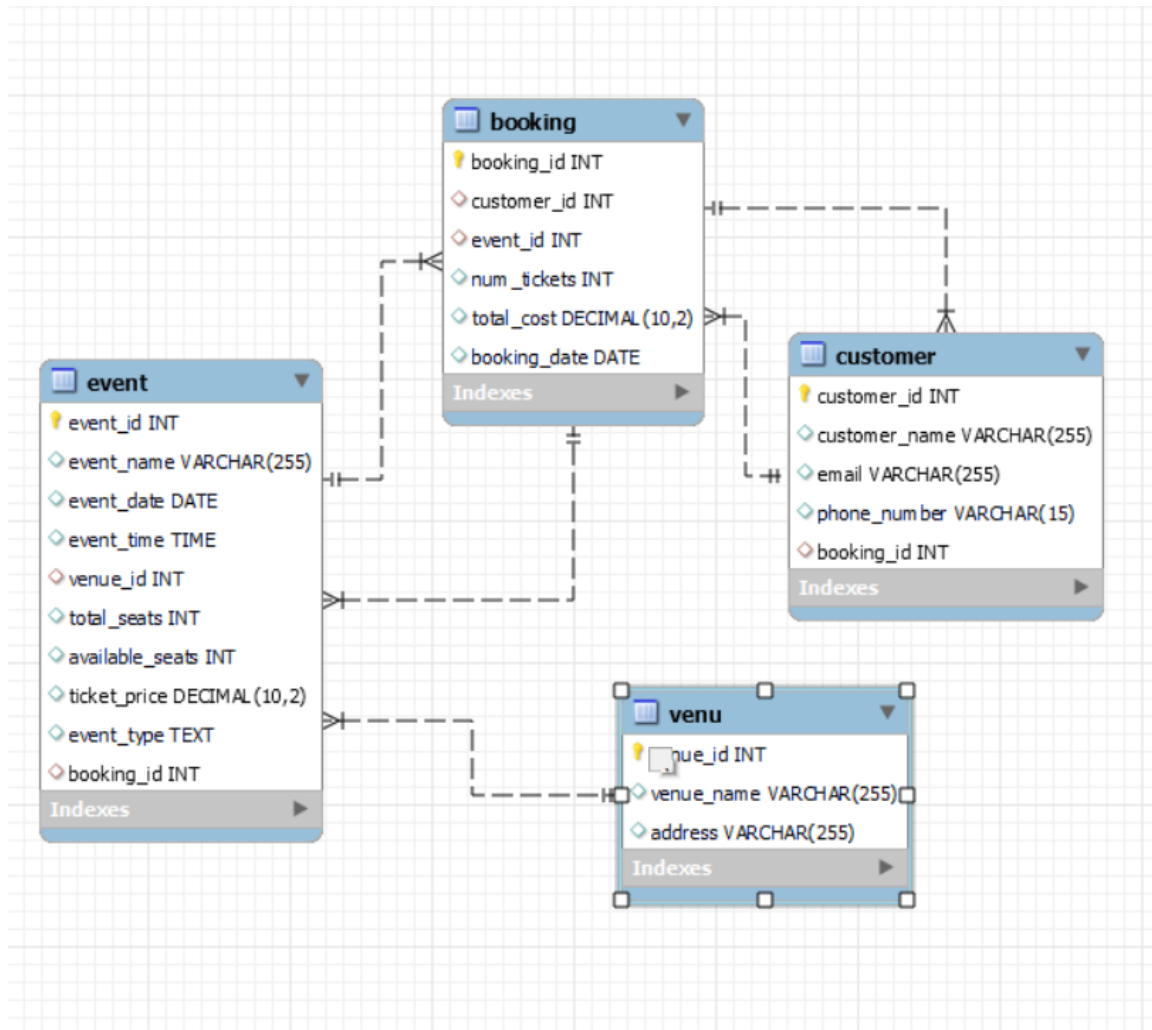 booking
booking_id INT
customer_id INT
event_id INT
num_tickets INT
total_cost DECIMAL(10,2)
booking_date DATE
Indexes
customer
customer_id INT
customer_name VARCHAR(255)
email VARCHAR(255)
phone_number VARCHAR(15)
booking_id INT
Indexes
event
event_id INT
event_name VARCHAR(255)
event_date DATE
event_time TIME
venue_id INT
total_seats INT
available_seats INT
ticket_price DECIMAL(10,2)
event_type TEXT
booking_id INT
Indexes
venu
nue_id INT
venue_name VARCHAR(255)
address VARCHAR(255)
Indexes